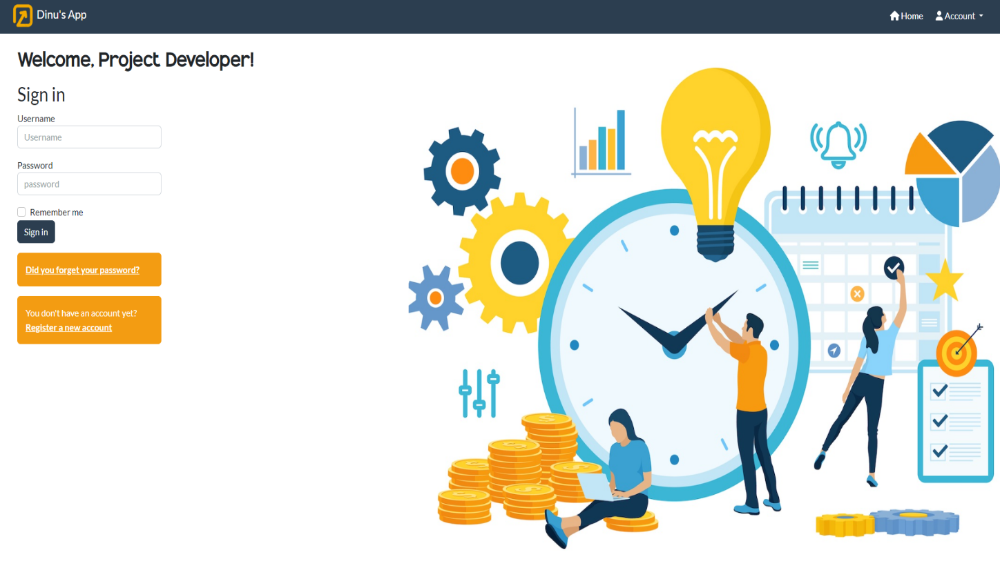 Dinu's App
Home
Account
Welcome, Project Developer!
Sign in
Username
Username
Password
password
Remember me
Sign in
Did you forget your password?
You don't have an account yet?
Register a new account